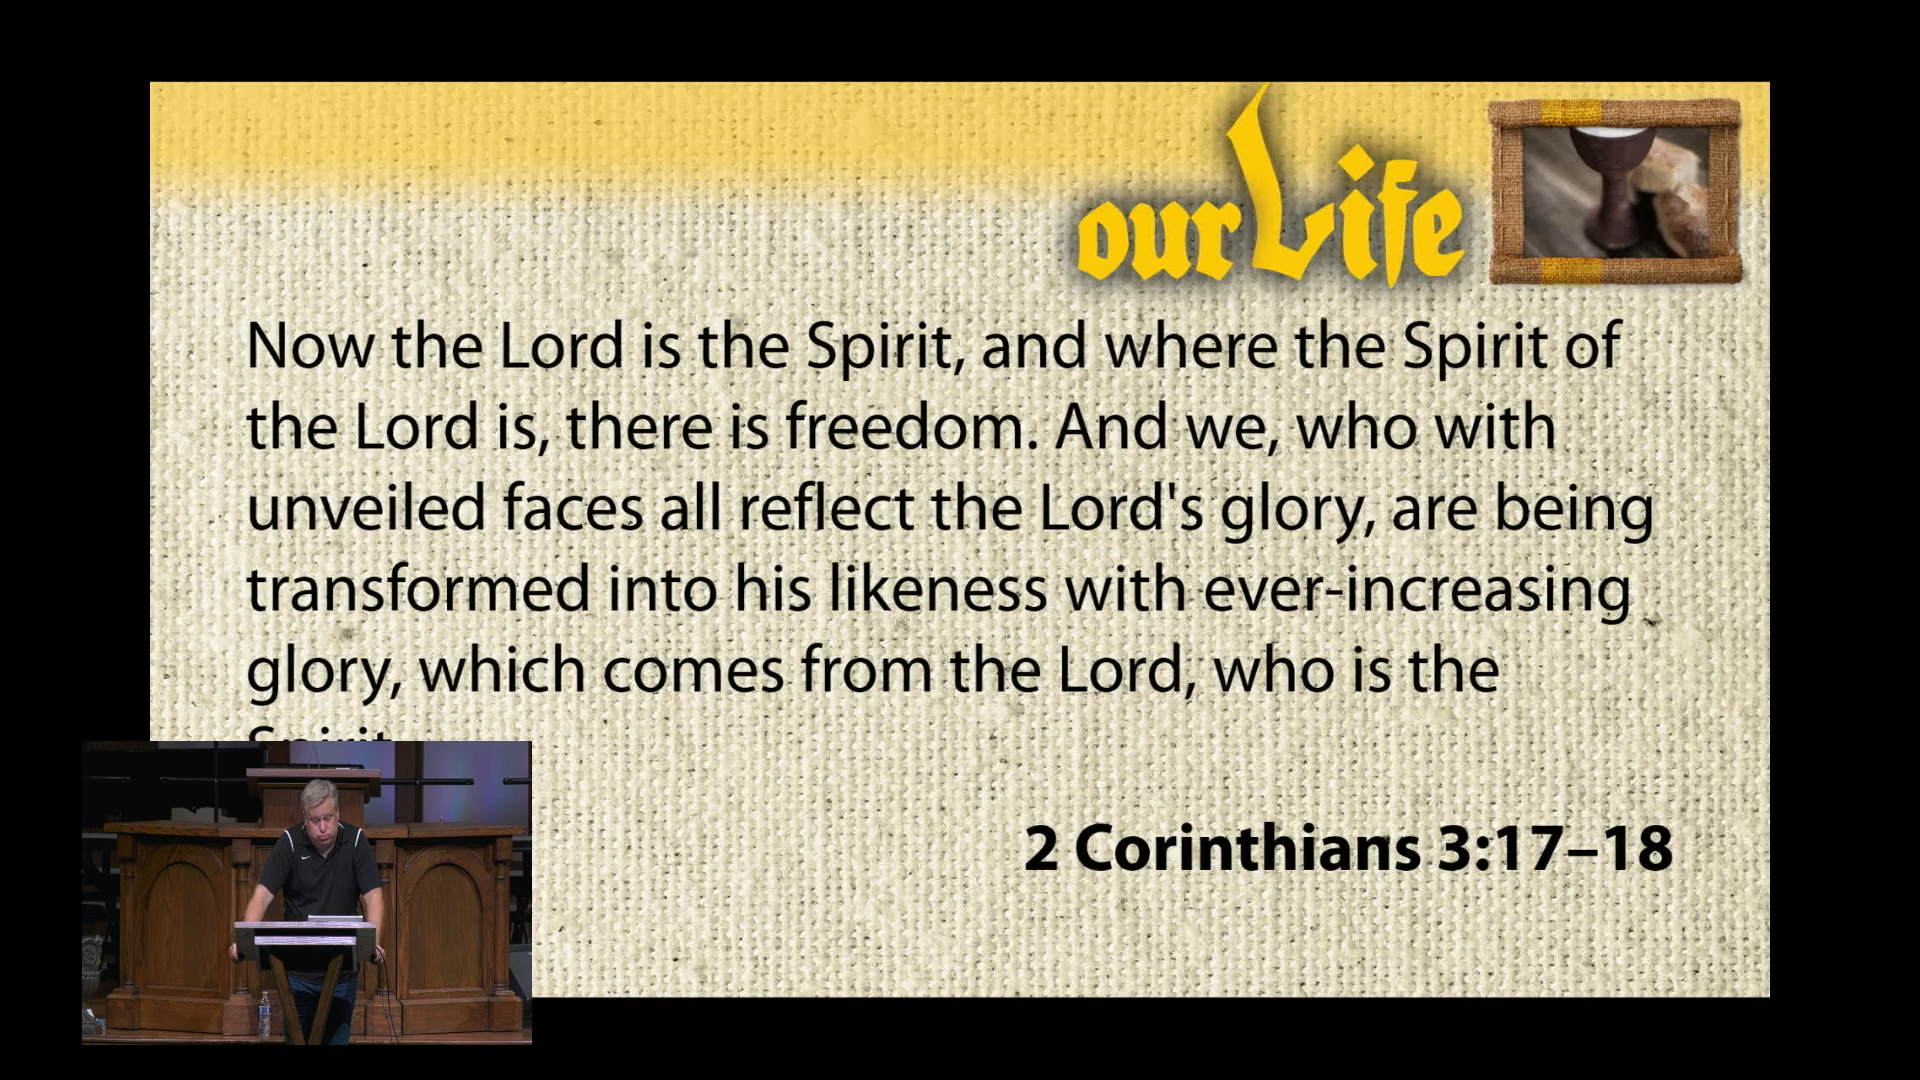 ourLife
Now the Lord is the Spirit, and where the Spirit of
the Lord is, there is freedom. And we, who with
unveiled faces all reflect the Lord's glory, are being
transformed into his likeness with ever-increasing
glory, which comes from the Lord, who is the
Spirit
2 Corinthians 3:17–18